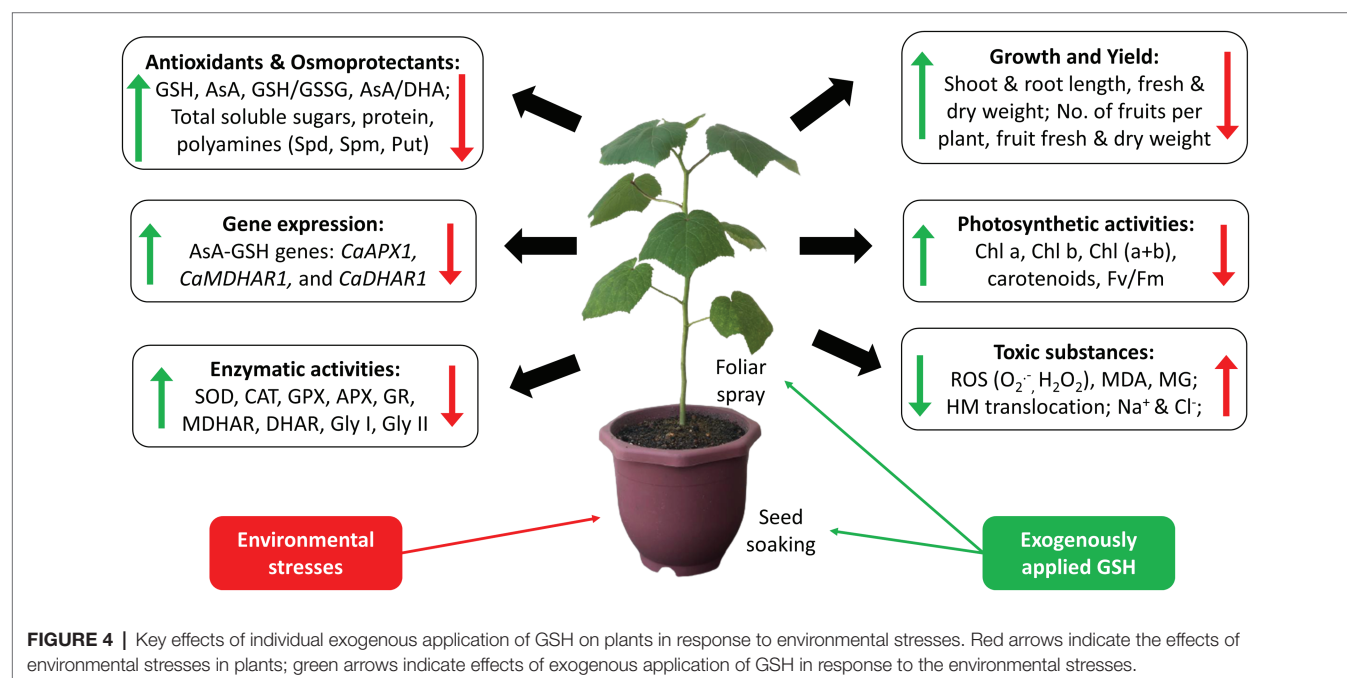 Antioxidants & Osmoprotectants:
GSH, AsA, GSH/GSSG, AsA/DHA;
Total soluble sugars, protein,
polyamines (Spd, Spm, Put)
Gene expression:
AsA-GSH genes: CaAPX1,
CaMDHAR1, and CaDHAR1
Enzymatic activities:
SOD, CAT, GPX, APX, GR,
MDHAR, DHAR, Gly I, Gly II
Growth and Yield:
Shoot & root length, fresh &
dry weight; No. of fruits per
plant, fruit fresh & dry weight
Photosynthetic activities:
Chl a, Chl b, Chl (a+b),
carotenoids, Fv/Fm
Toxic substances:
ROS (O₂·⁻, H₂O₂), MDA, MG;
HM translocation; Na⁺ & Cl⁻;
Foliar
spray
Seed
soaking
Environmental
stresses
Exogenously
applied GSH
FIGURE 4 | Key effects of individual exogenous application of GSH on plants in response to environmental stresses. Red arrows indicate the effects of
environmental stresses in plants; green arrows indicate effects of exogenous application of GSH in response to the environmental stresses.